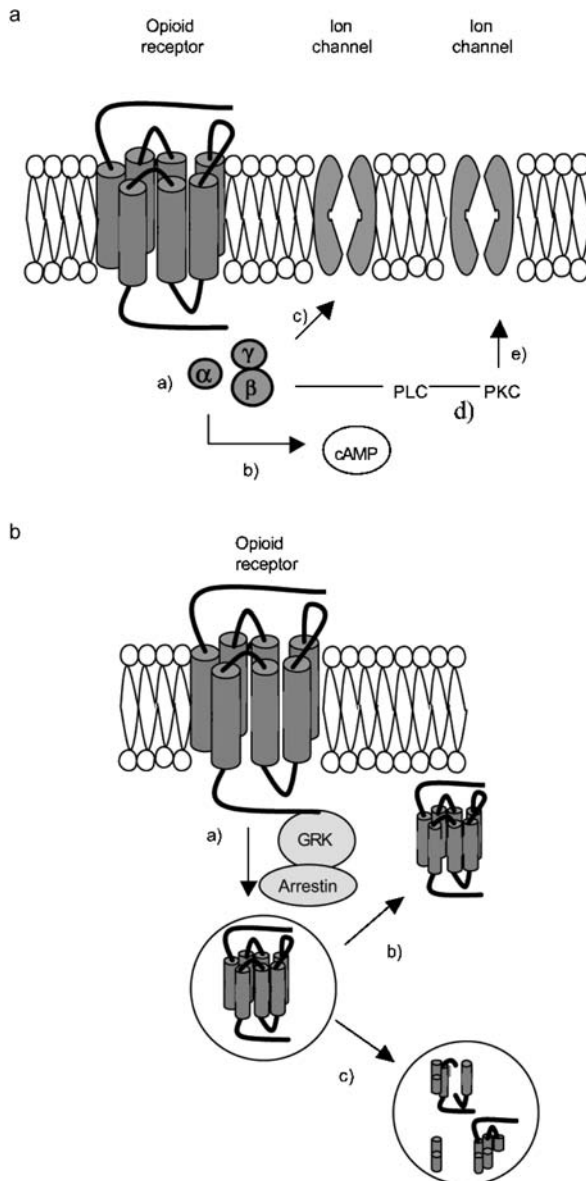 a
Opioid
receptor
Ion
channel
Ion
channel
c)
e)
a)
α
γ
β
PLC
PKC
d)
b)
cAMP
b
Opioid
receptor
a)
GRK
Arrestin
b)
c)